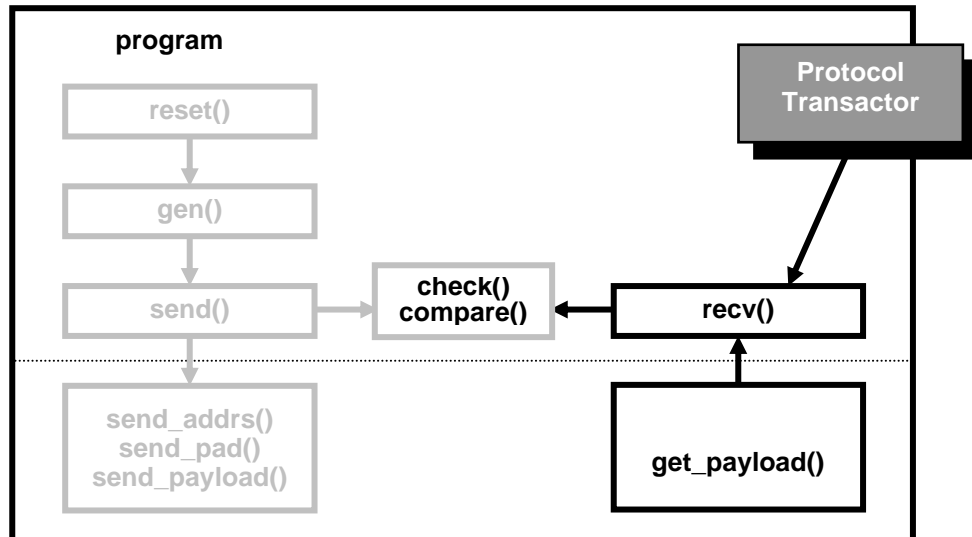 program
Protocol
Transactor
reset()
gen()
send()
check()
compare()
recv()
send_addrs()
send_pad()
send_payload()
get_payload()